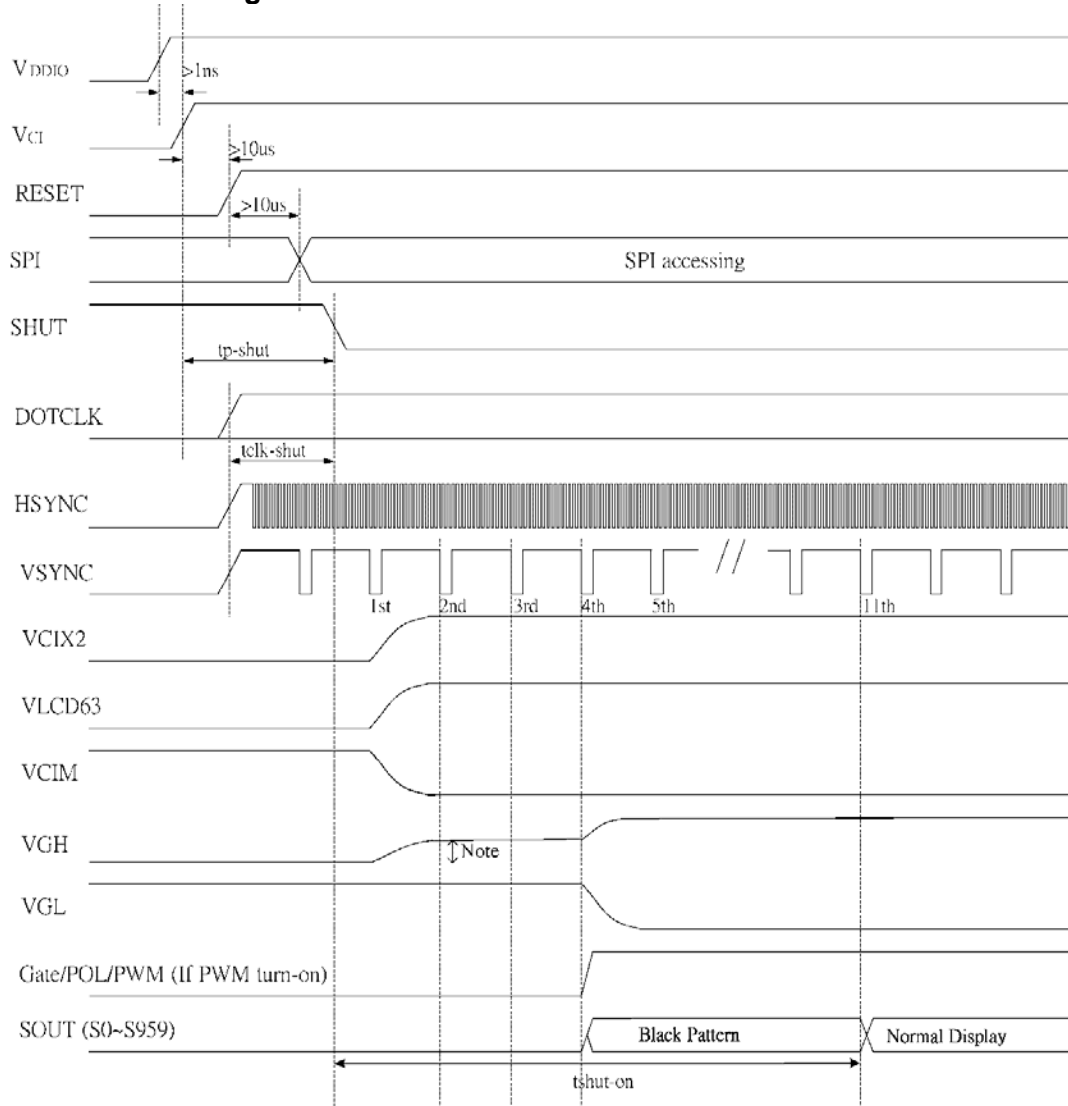 VDDIO
>1ns
VCI
>10us
RESET
>10us
SPI
SPI accessing
SHUT
tp-shut
DOTCLK
tclk-shut
HSYNC
VSYNC
1st 2nd 3rd 4th 5th 11th
VCIX2
VLCD63
VCIM
VGH
Note
VGL
Gate/POL/PWM (If PWM turn-on)
SOUT (S0~S959)
Black Pattern
Normal Display
tshut-on